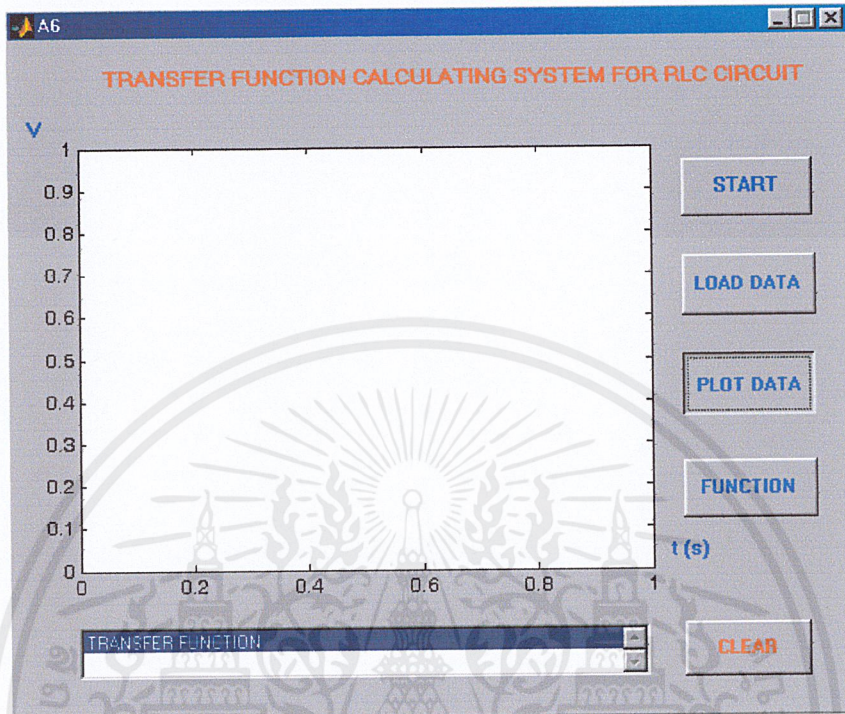 A6
TRANSFER FUNCTION CALCULATING SYSTEM FOR RLC CIRCUIT
V
1
0.9
0.8
0.7
0.6
0.5
0.4
0.3
0.2
0.1
0
0 0.2 0.4 0.6 0.8 1
t (s)
START
LOAD DATA
PLOT DATA
FUNCTION
TRANSFER FUNCTION
CLEAR